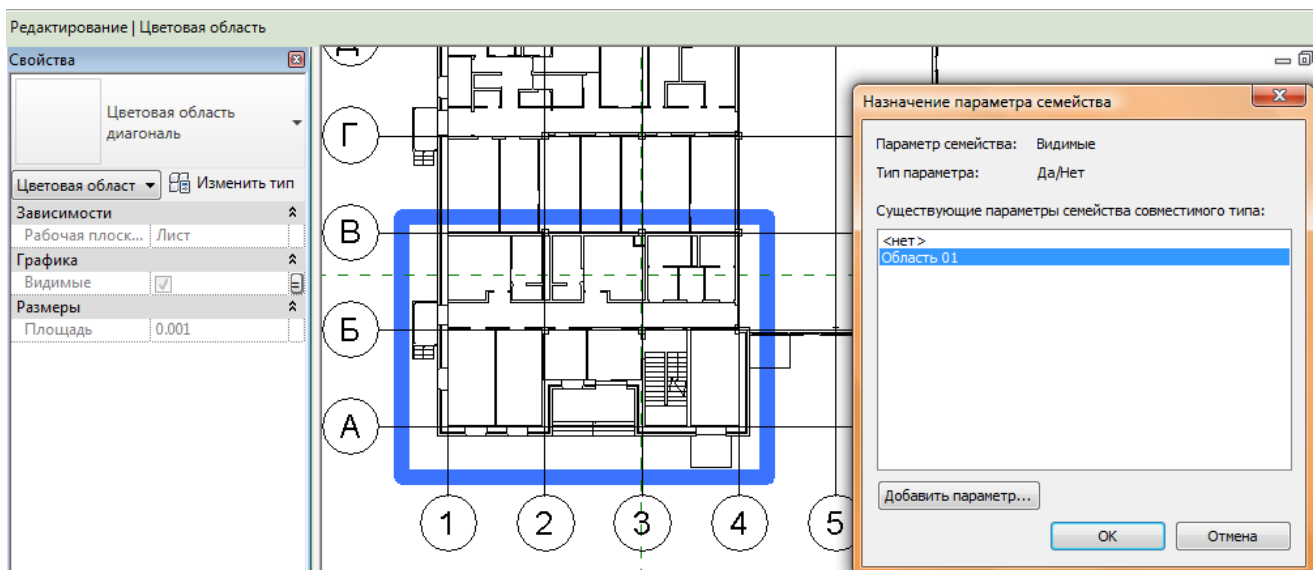 Редактирование | Цветовая область
Свойства
Цветовая область
диагональ
Цветовая област
Изменить тип
Зависимости
Рабочая плоск... Лист
Графика
Видимые
Размеры
Площадь 0.001
Д
Г
В
Б
А
1 2 3 4 5
Назначение параметра семейства
Параметр семейства: Видимые
Тип параметра: Да/Нет
Существующие параметры семейства совместимого типа:
<нет>
Область 01
Добавить параметр...
OK Отмена